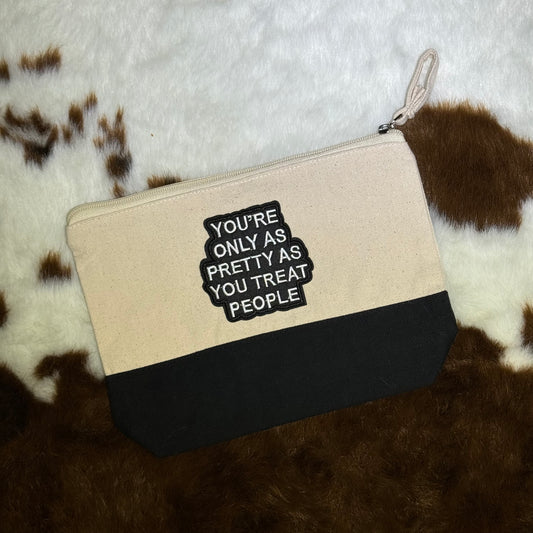 YOU'RE
ONLY AS
PRETTY AS
YOU TREAT
PEOPLE